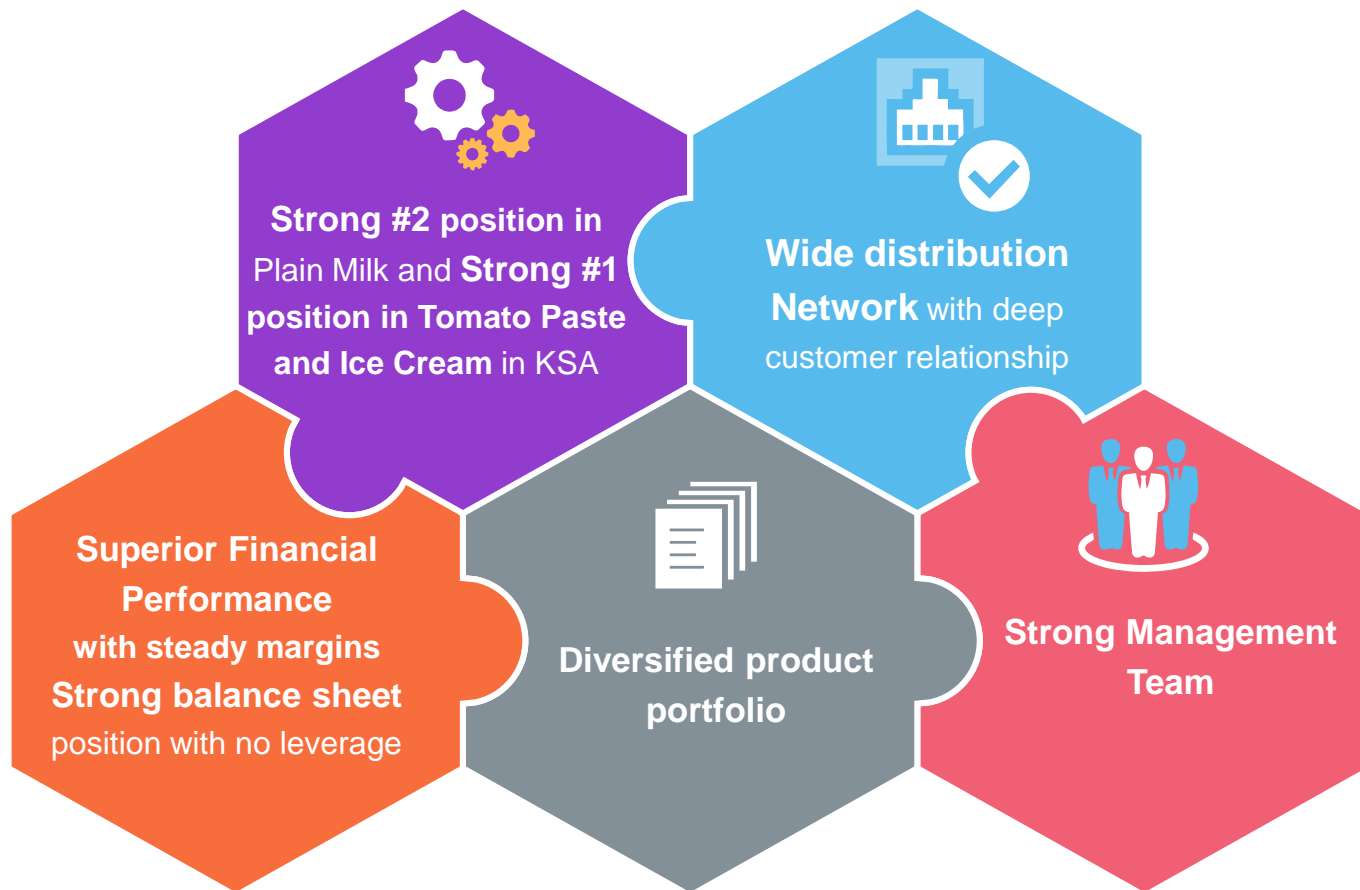 Strong #2 position in
Plain Milk and Strong #1
position in Tomato Paste
and Ice Cream in KSA
Wide distribution
Network with deep
customer relationship
Superior Financial
Performance
with steady margins
Strong balance sheet
position with no leverage
Diversified product
portfolio
Strong Management
Team